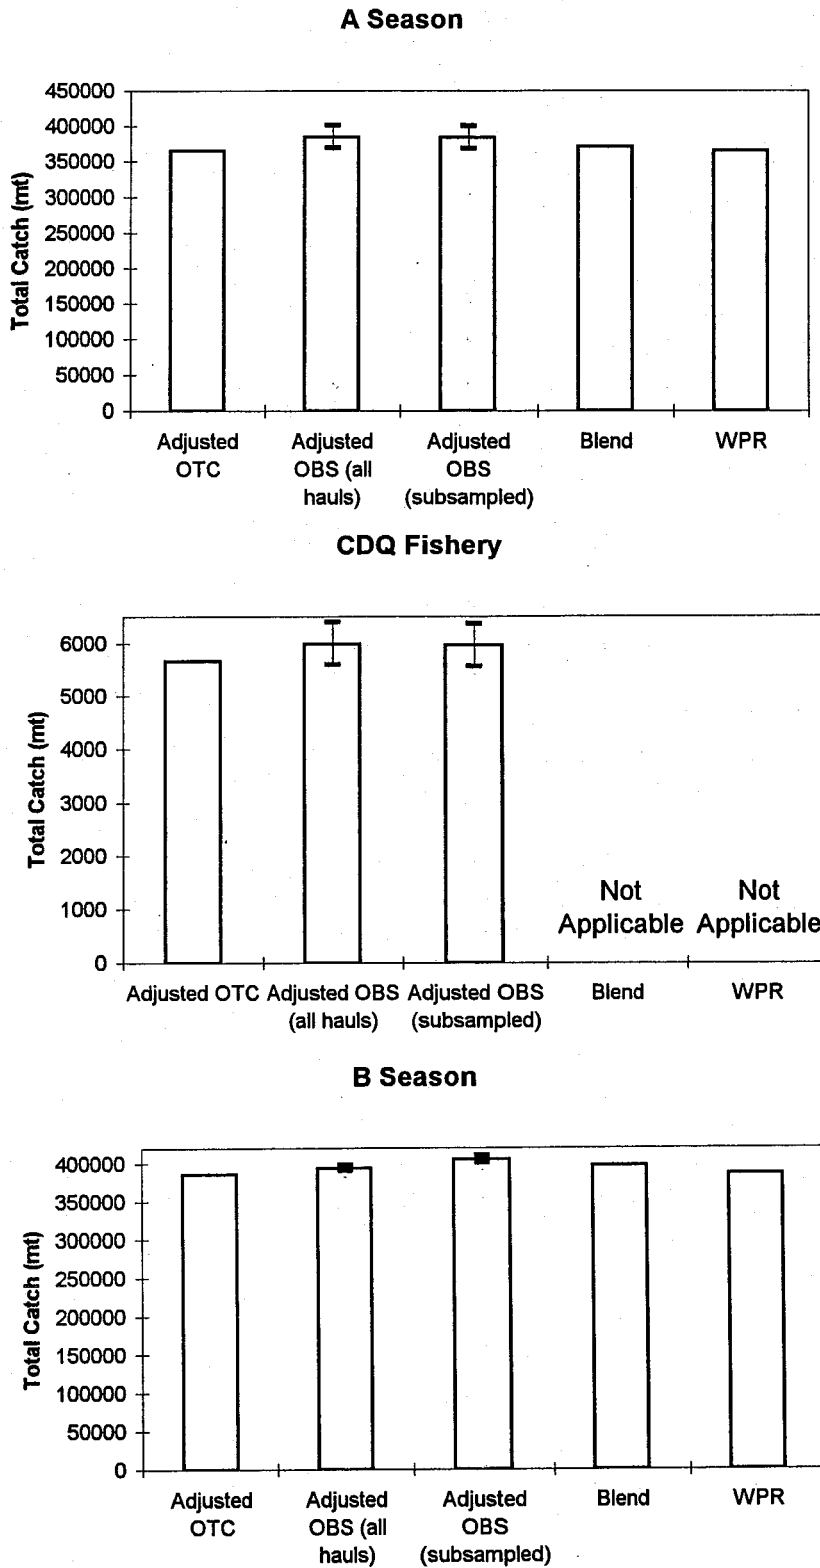 A Season
Total Catch (mt)
450000
400000
350000
300000
250000
200000
150000
100000
50000
0
Adjusted OTC
Adjusted OBS (all hauls)
Adjusted OBS (subsampled)
Blend
WPR
CDQ Fishery
Total Catch (mt)
6000
5000
4000
3000
2000
1000
0
Not Applicable
Not Applicable
Adjusted OTC
Adjusted OBS (all hauls)
Adjusted OBS (subsampled)
Blend
WPR
B Season
Total Catch (mt)
400000
350000
300000
250000
200000
150000
100000
50000
0
Adjusted OTC
Adjusted OBS (all hauls)
Adjusted OBS (subsampled)
Blend
WPR